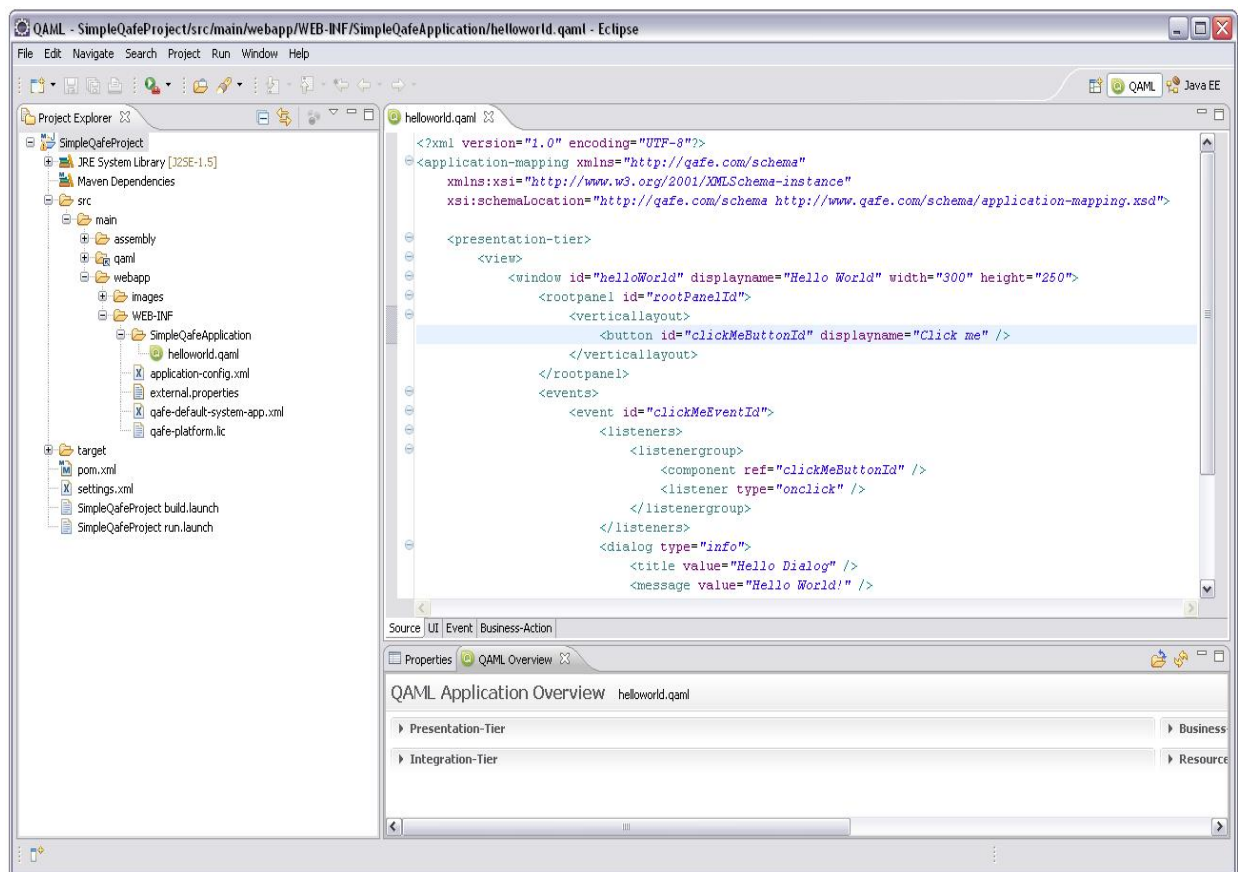 QAML - SimpleQafeProject/src/main/webapp/WEB-INF/SimpleQafeApplication/helloworld.qaml - Eclipse
File Edit Navigate Search Project Run Window Help
QAML Java EE
Project Explorer
SimpleQafeProject
JRE System Library [J2SE-1.5]
Maven Dependencies
src
main
assembly
qaml
webapp
images
WEB-INF
SimpleQafeApplication
helloworld.qaml
application-config.xml
external.properties
qafe-default-system-app.xml
qafe-platform.lic
target
pom.xml
settings.xml
SimpleQafeProject build.launch
SimpleQafeProject run.launch
helloworld.qaml
<?xml version="1.0" encoding="UTF-8"?>
<application-mapping xmlns="http://qafe.com/schema"
xmlns:xsi="http://www.w3.org/2001/XMLSchema-instance"
xsi:schemaLocation="http://qafe.com/schema http://www.qafe.com/schema/application-mapping.xsd">
<presentation-tier>
<view>
<window id="helloWorld" displayname="Hello World" width="300" height="250">
<rootpanel id="rootPanelId">
<verticallayout>
<button id="clickMeButtonId" displayname="Click me" />
</verticallayout>
</rootpanel>
<events>
<event id="clickMeEventId">
<listeners>
<listenergroup>
<component ref="clickMeButtonId" />
<listener type="onclick" />
</listenergroup>
</listeners>
<dialog type="info">
<title value="Hello Dialog" />
<message value="Hello World!" />
Source UI Event Business-Action
Properties QAML Overview
QAML Application Overview helloworld.qaml
Presentation-Tier Business-
Integration-Tier Resource